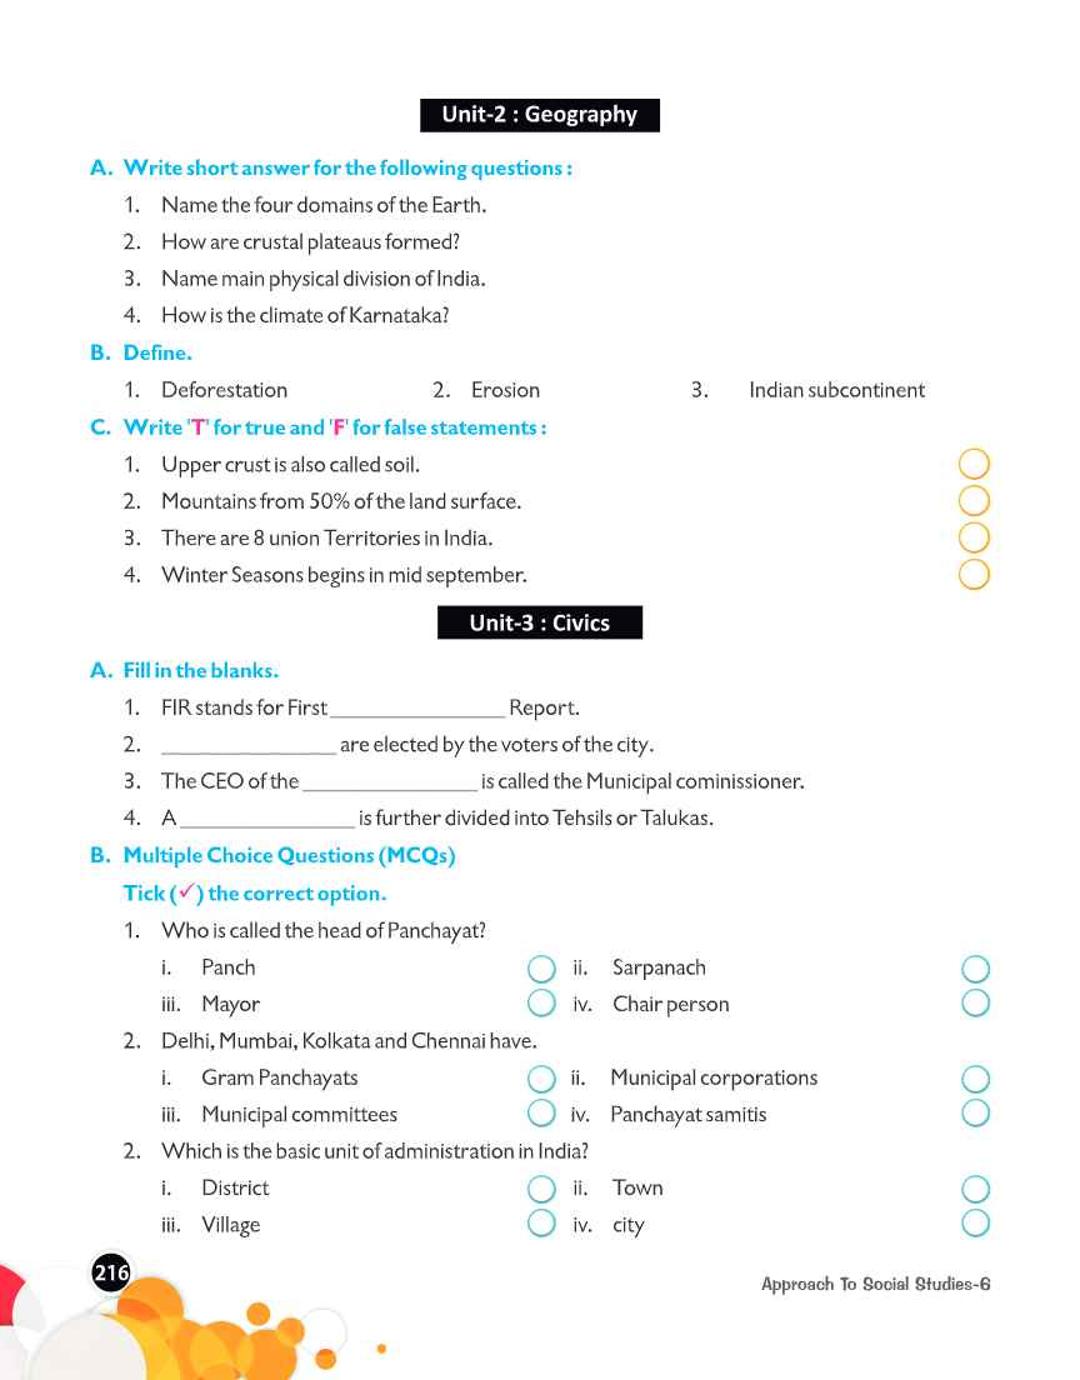 Unit-2 : Geography
A. Write short answer for the following questions :
1. Name the four domains of the Earth.
2. How are crustal plateaus formed?
3. Name main physical division of India.
4. How is the climate of Karnataka?
B. Define.
1. Deforestation 2. Erosion 3. Indian subcontinent
C. Write 'T' for true and 'F' for false statements :
1. Upper crust is also called soil.
2. Mountains from 50% of the land surface.
3. There are 8 union Territories in India.
4. Winter Seasons begins in mid september.
Unit-3 : Civics
A. Fill in the blanks.
1. FIR stands for First ______________ Report.
2. ______________ are elected by the voters of the city.
3. The CEO of the ______________ is called the Municipal cominissioner.
4. A ______________ is further divided into Tehsils or Talukas.
B. Multiple Choice Questions (MCQs)
Tick (✓) the correct option.
1. Who is called the head of Panchayat?
i. Panch ii. Sarpanach
iii. Mayor iv. Chair person
2. Delhi, Mumbai, Kolkata and Chennai have.
i. Gram Panchayats ii. Municipal corporations
iii. Municipal committees iv. Panchayat samitis
2. Which is the basic unit of administration in India?
i. District ii. Town
iii. Village iv. city
216
Approach To Social Studies-6